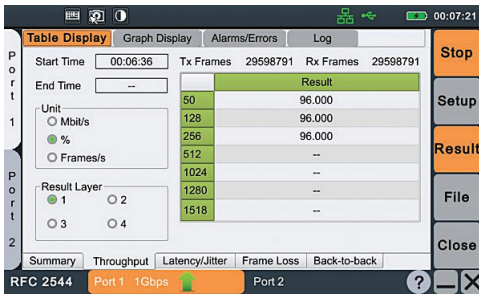 00:07:21
Table Display Graph Display Alarms/Errors Log
Port 1
Port 2
Start Time 00:06:36 Tx Frames 29598791 Rx Frames 29598791
End Time --
Result
Unit
Mbit/s
%
Frames/s
50 96.000
128 96.000
256 96.000
512 --
1024 --
1280 --
1518 --
Result Layer
1 2
3 4
Summary Throughput Latency/Jitter Frame Loss Back-to-back
RFC 2544 Port 1 1Gbps Port 2 ?
Stop
Setup
Result
File
Close